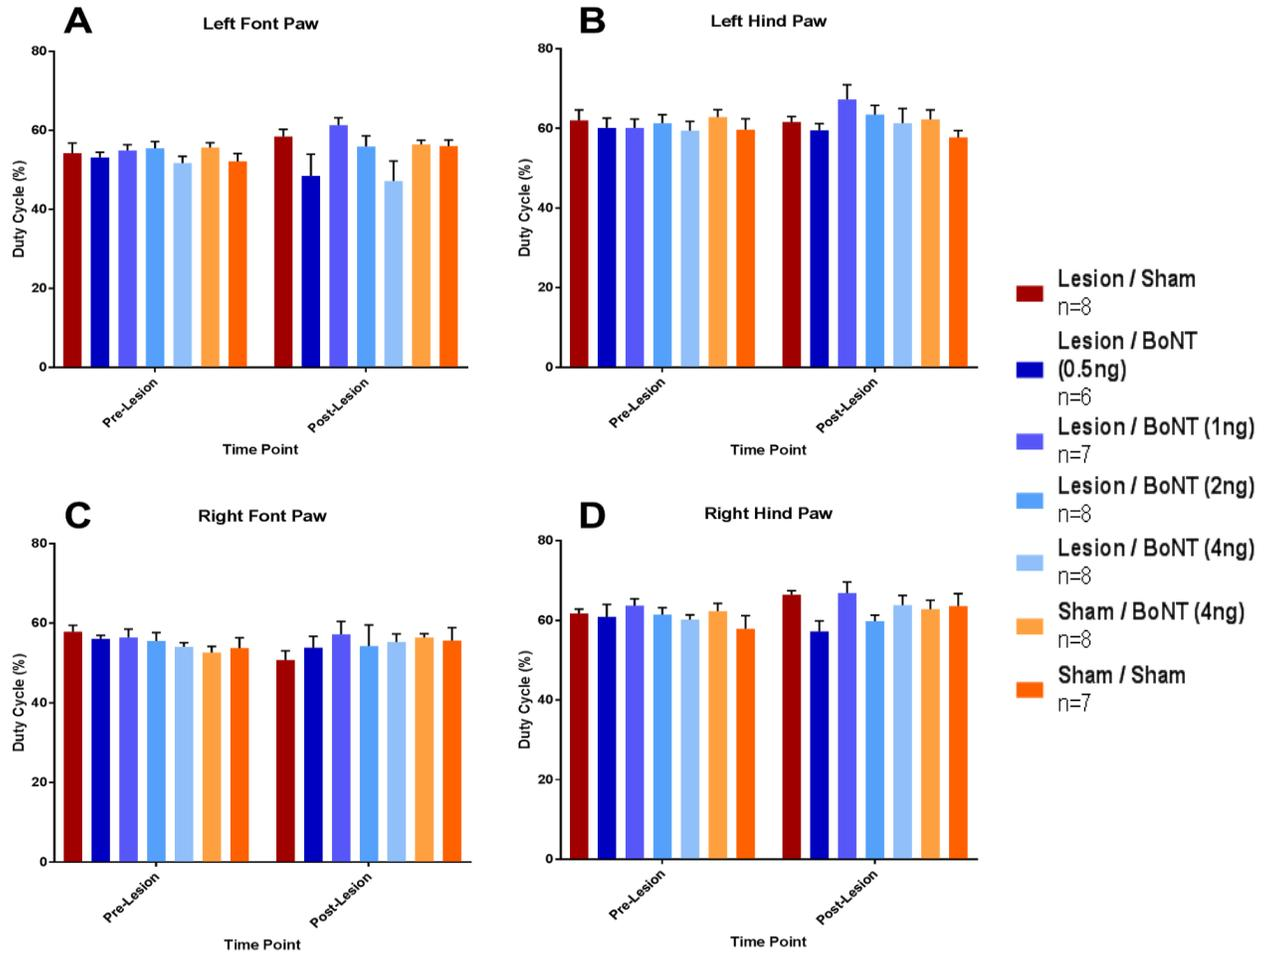 A
Left Font Paw
80
60
40
20
0
Duty Cycle (%)
Pre-Lesion
Post-Lesion
Time Point
B
Left Hind Paw
80
60
40
20
0
Duty Cycle (%)
Pre-Lesion
Post-Lesion
Time Point
C
Right Font Paw
80
60
40
20
0
Duty Cycle (%)
Pre-Lesion
Post-Lesion
Time Point
D
Right Hind Paw
80
60
40
20
0
Duty Cycle (%)
Pre-Lesion
Post-Lesion
Time Point
Lesion / Sham
n=8
Lesion / BoNT
(0.5ng)
n=6
Lesion / BoNT (1ng)
n=7
Lesion / BoNT (2ng)
n=8
Lesion / BoNT (4ng)
n=8
Sham / BoNT (4ng)
n=8
Sham / Sham
n=7